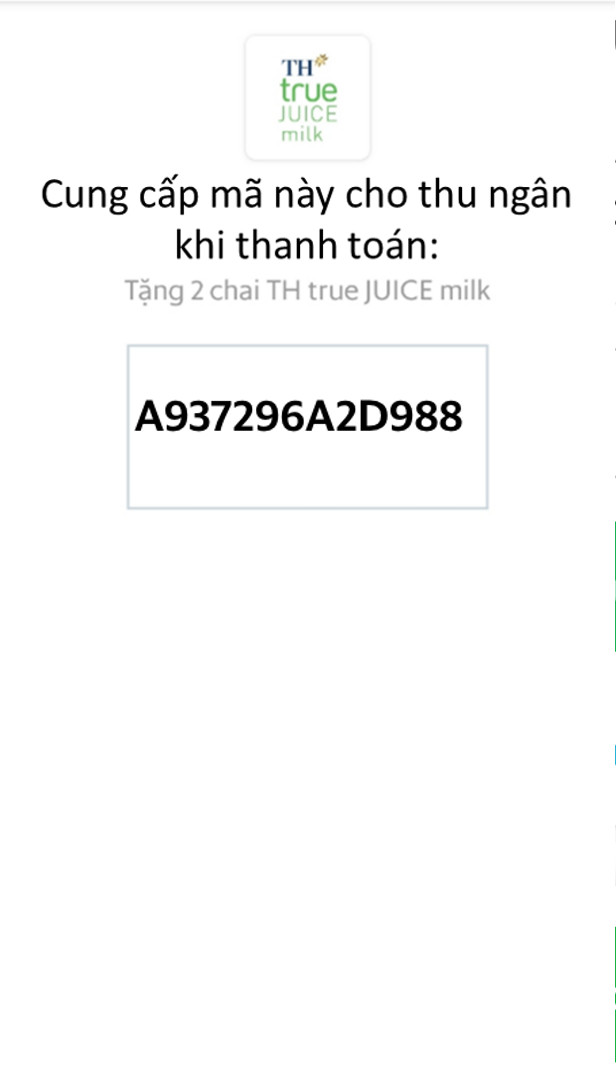 TH
true
JUICE
milk
Cung cấp mã này cho thu ngân
khi thanh toán:
Tặng 2 chai TH true JUICE milk
A937296A2D988